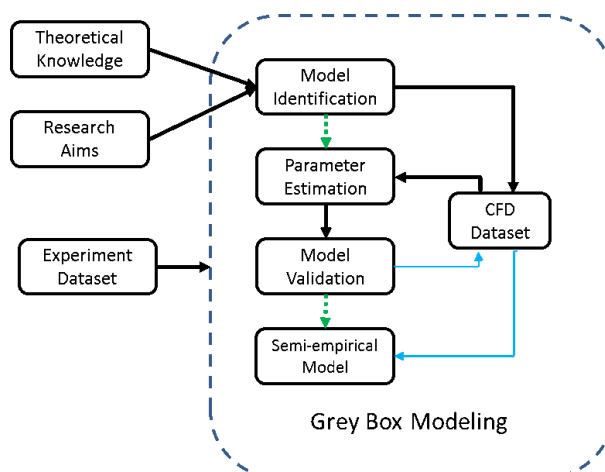 Theoretical
Knowledge
Research
Aims
Experiment
Dataset
Model
Identification
Parameter
Estimation
Model
Validation
Semi-empirical
Model
CFD
Dataset
Grey Box Modeling